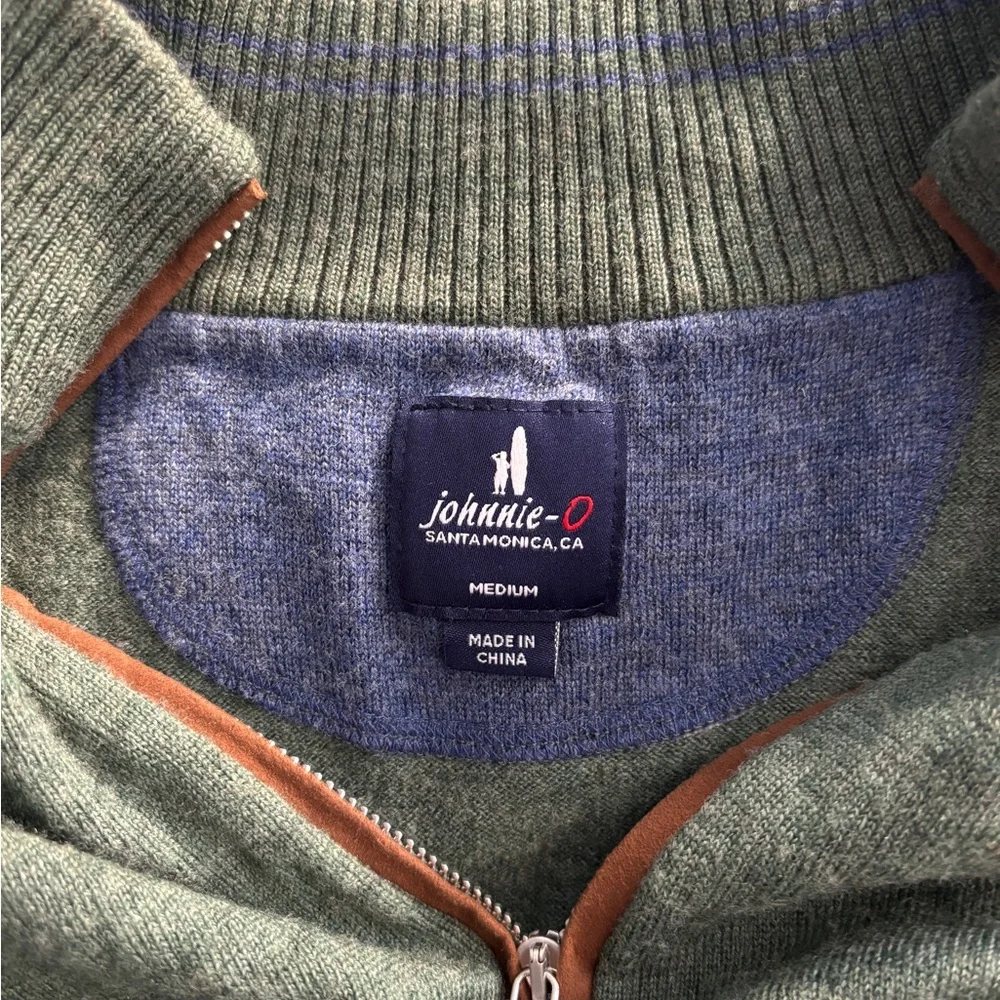 johnnie-O
SANTA MONICA, CA
MEDIUM
MADE IN
CHINA